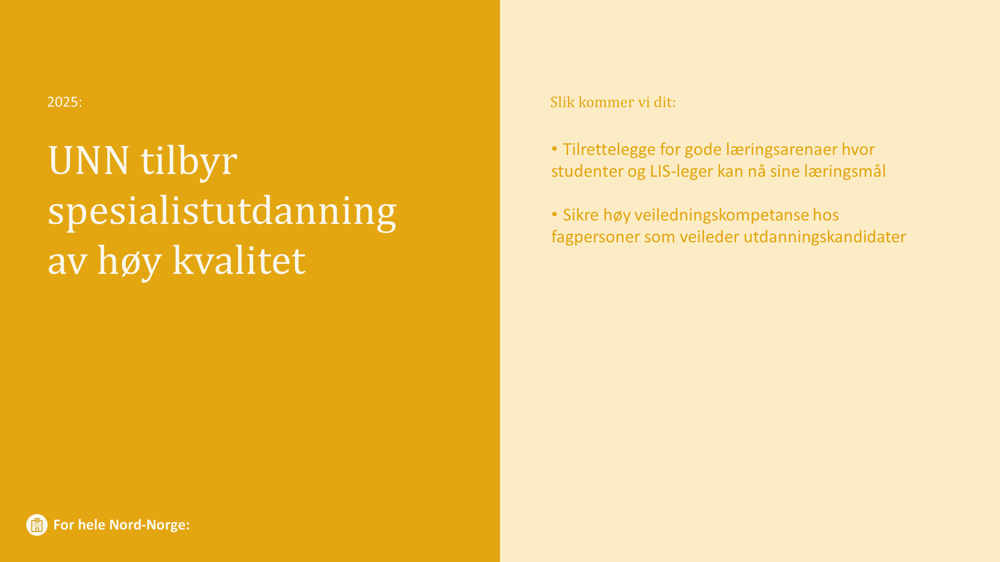 2025:
UNN tilbyr
spesialistutdanning
av høy kvalitet
For hele Nord-Norge:
Slik kommer vi dit:
• Tilrettelegge for gode læringsarenaer hvor
studenter og LIS-leger kan nå sine læringsmål
• Sikre høy veiledningskompetanse hos
fagpersoner som veileder utdanningskandidater